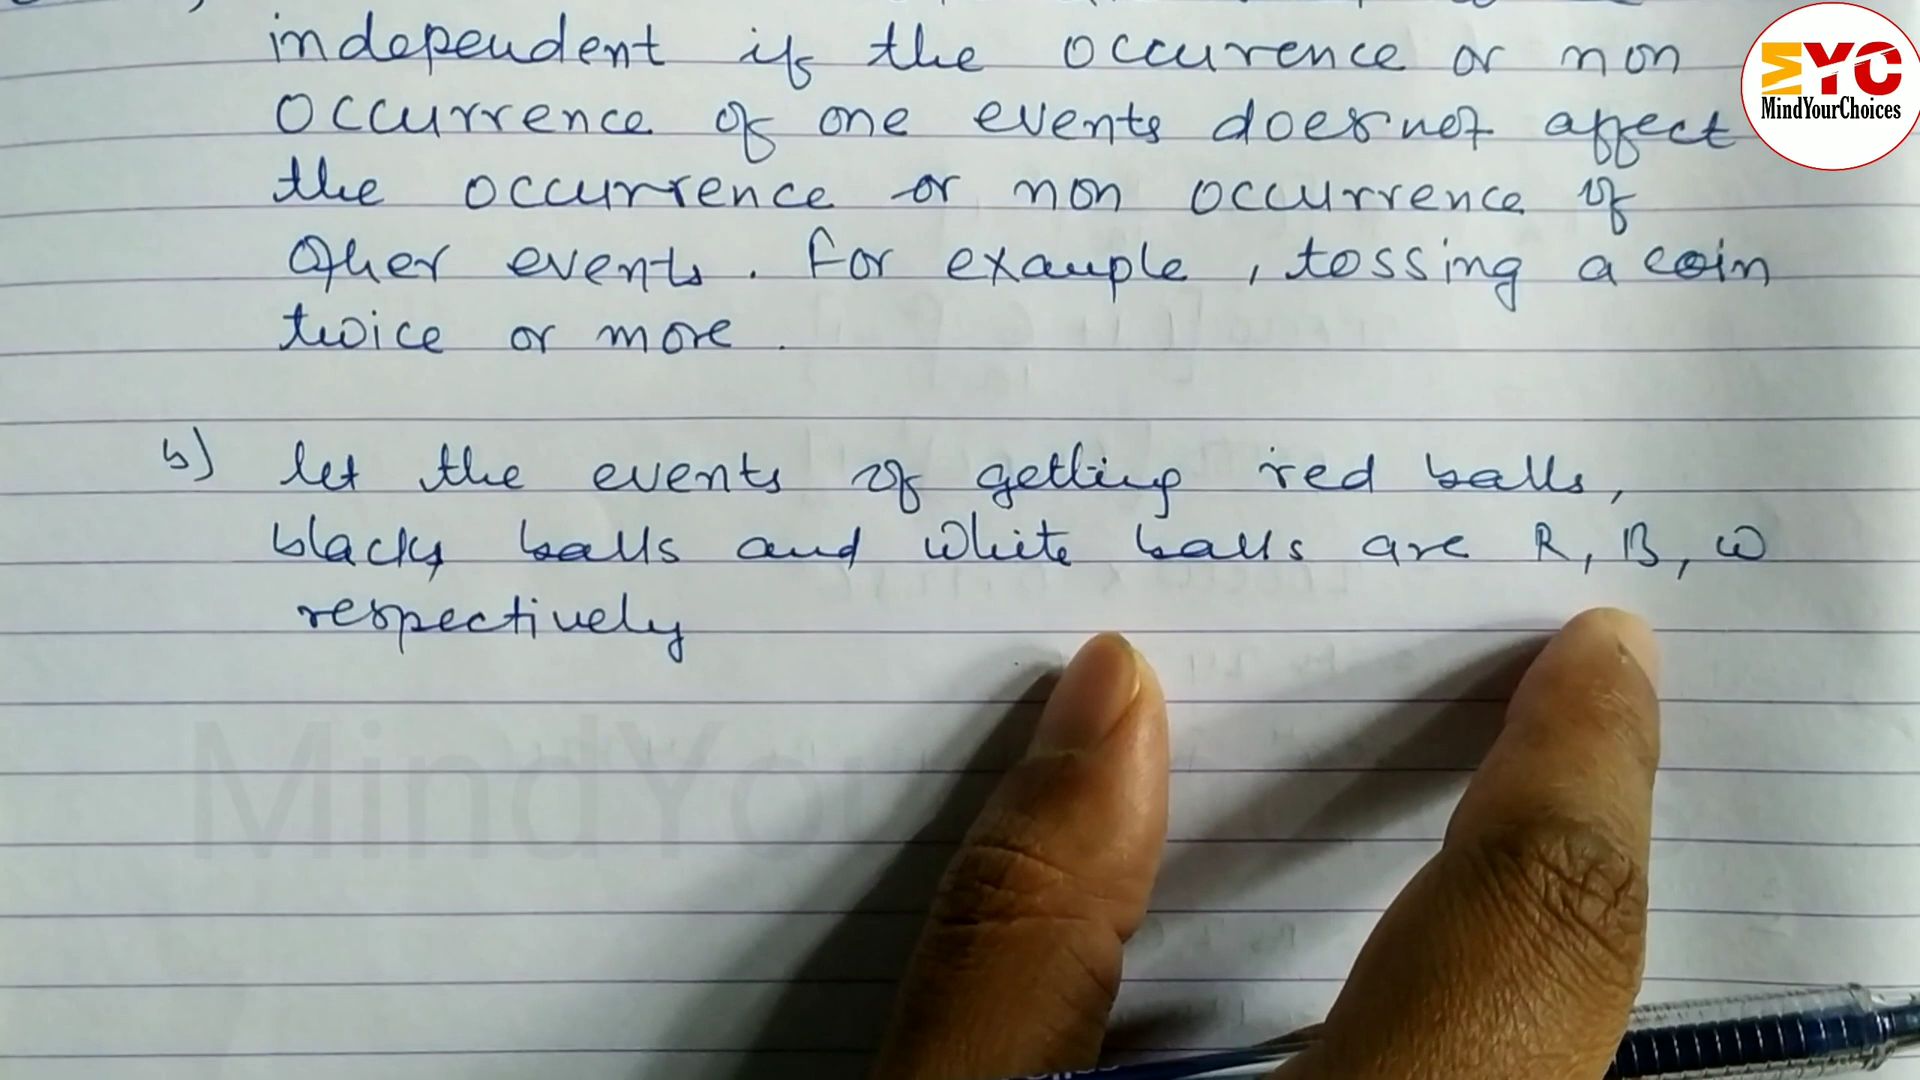 independent if the occurence or non
occurrence of one events doesnot affect
the occurrence or non occurrence of
other events. For example, tossing a coin
twice or more.
b) let the events of getting red balls,
black balls and white balls are R, B, W
respectively
MYC
MindYourChoices
MindYou